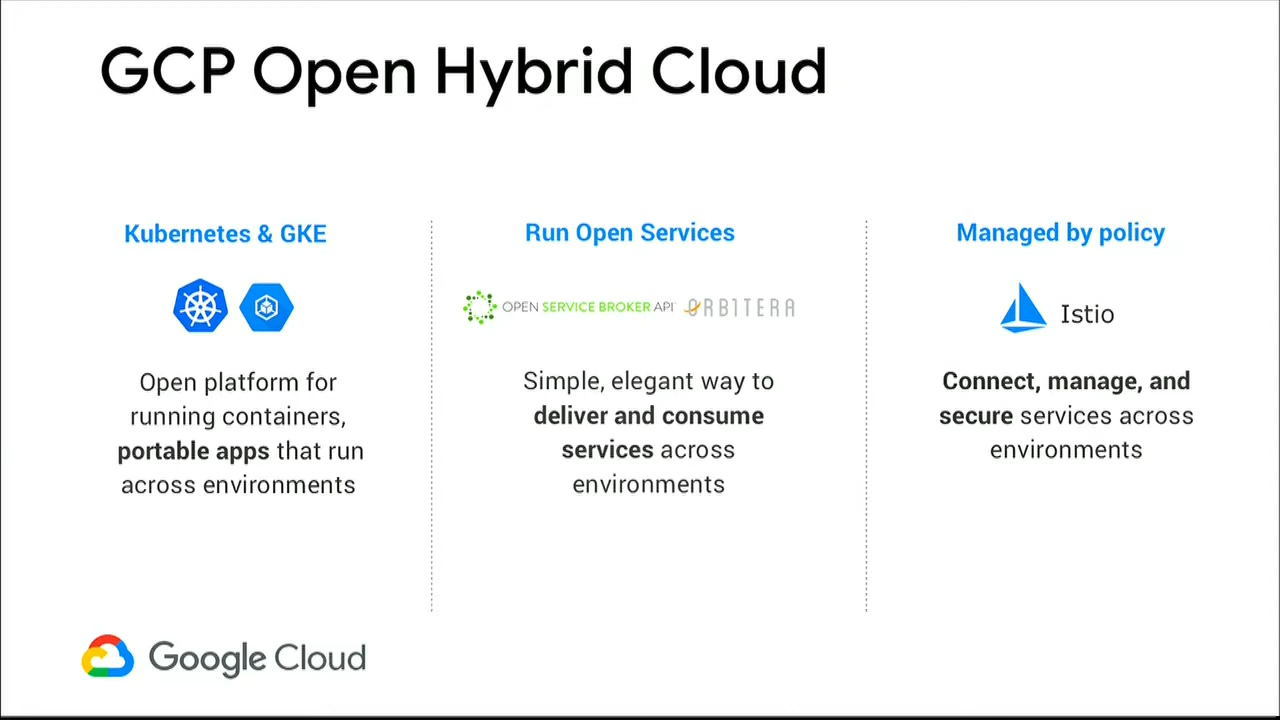 GCP Open Hybrid Cloud
Kubernetes & GKE
Open platform for
running containers,
portable apps that run
across environments
Run Open Services
OPEN SERVICE BROKER API
ORBITERA
Simple, elegant way to
deliver and consume
services across
environments
Managed by policy
Istio
Connect, manage, and
secure services across
environments
Google Cloud